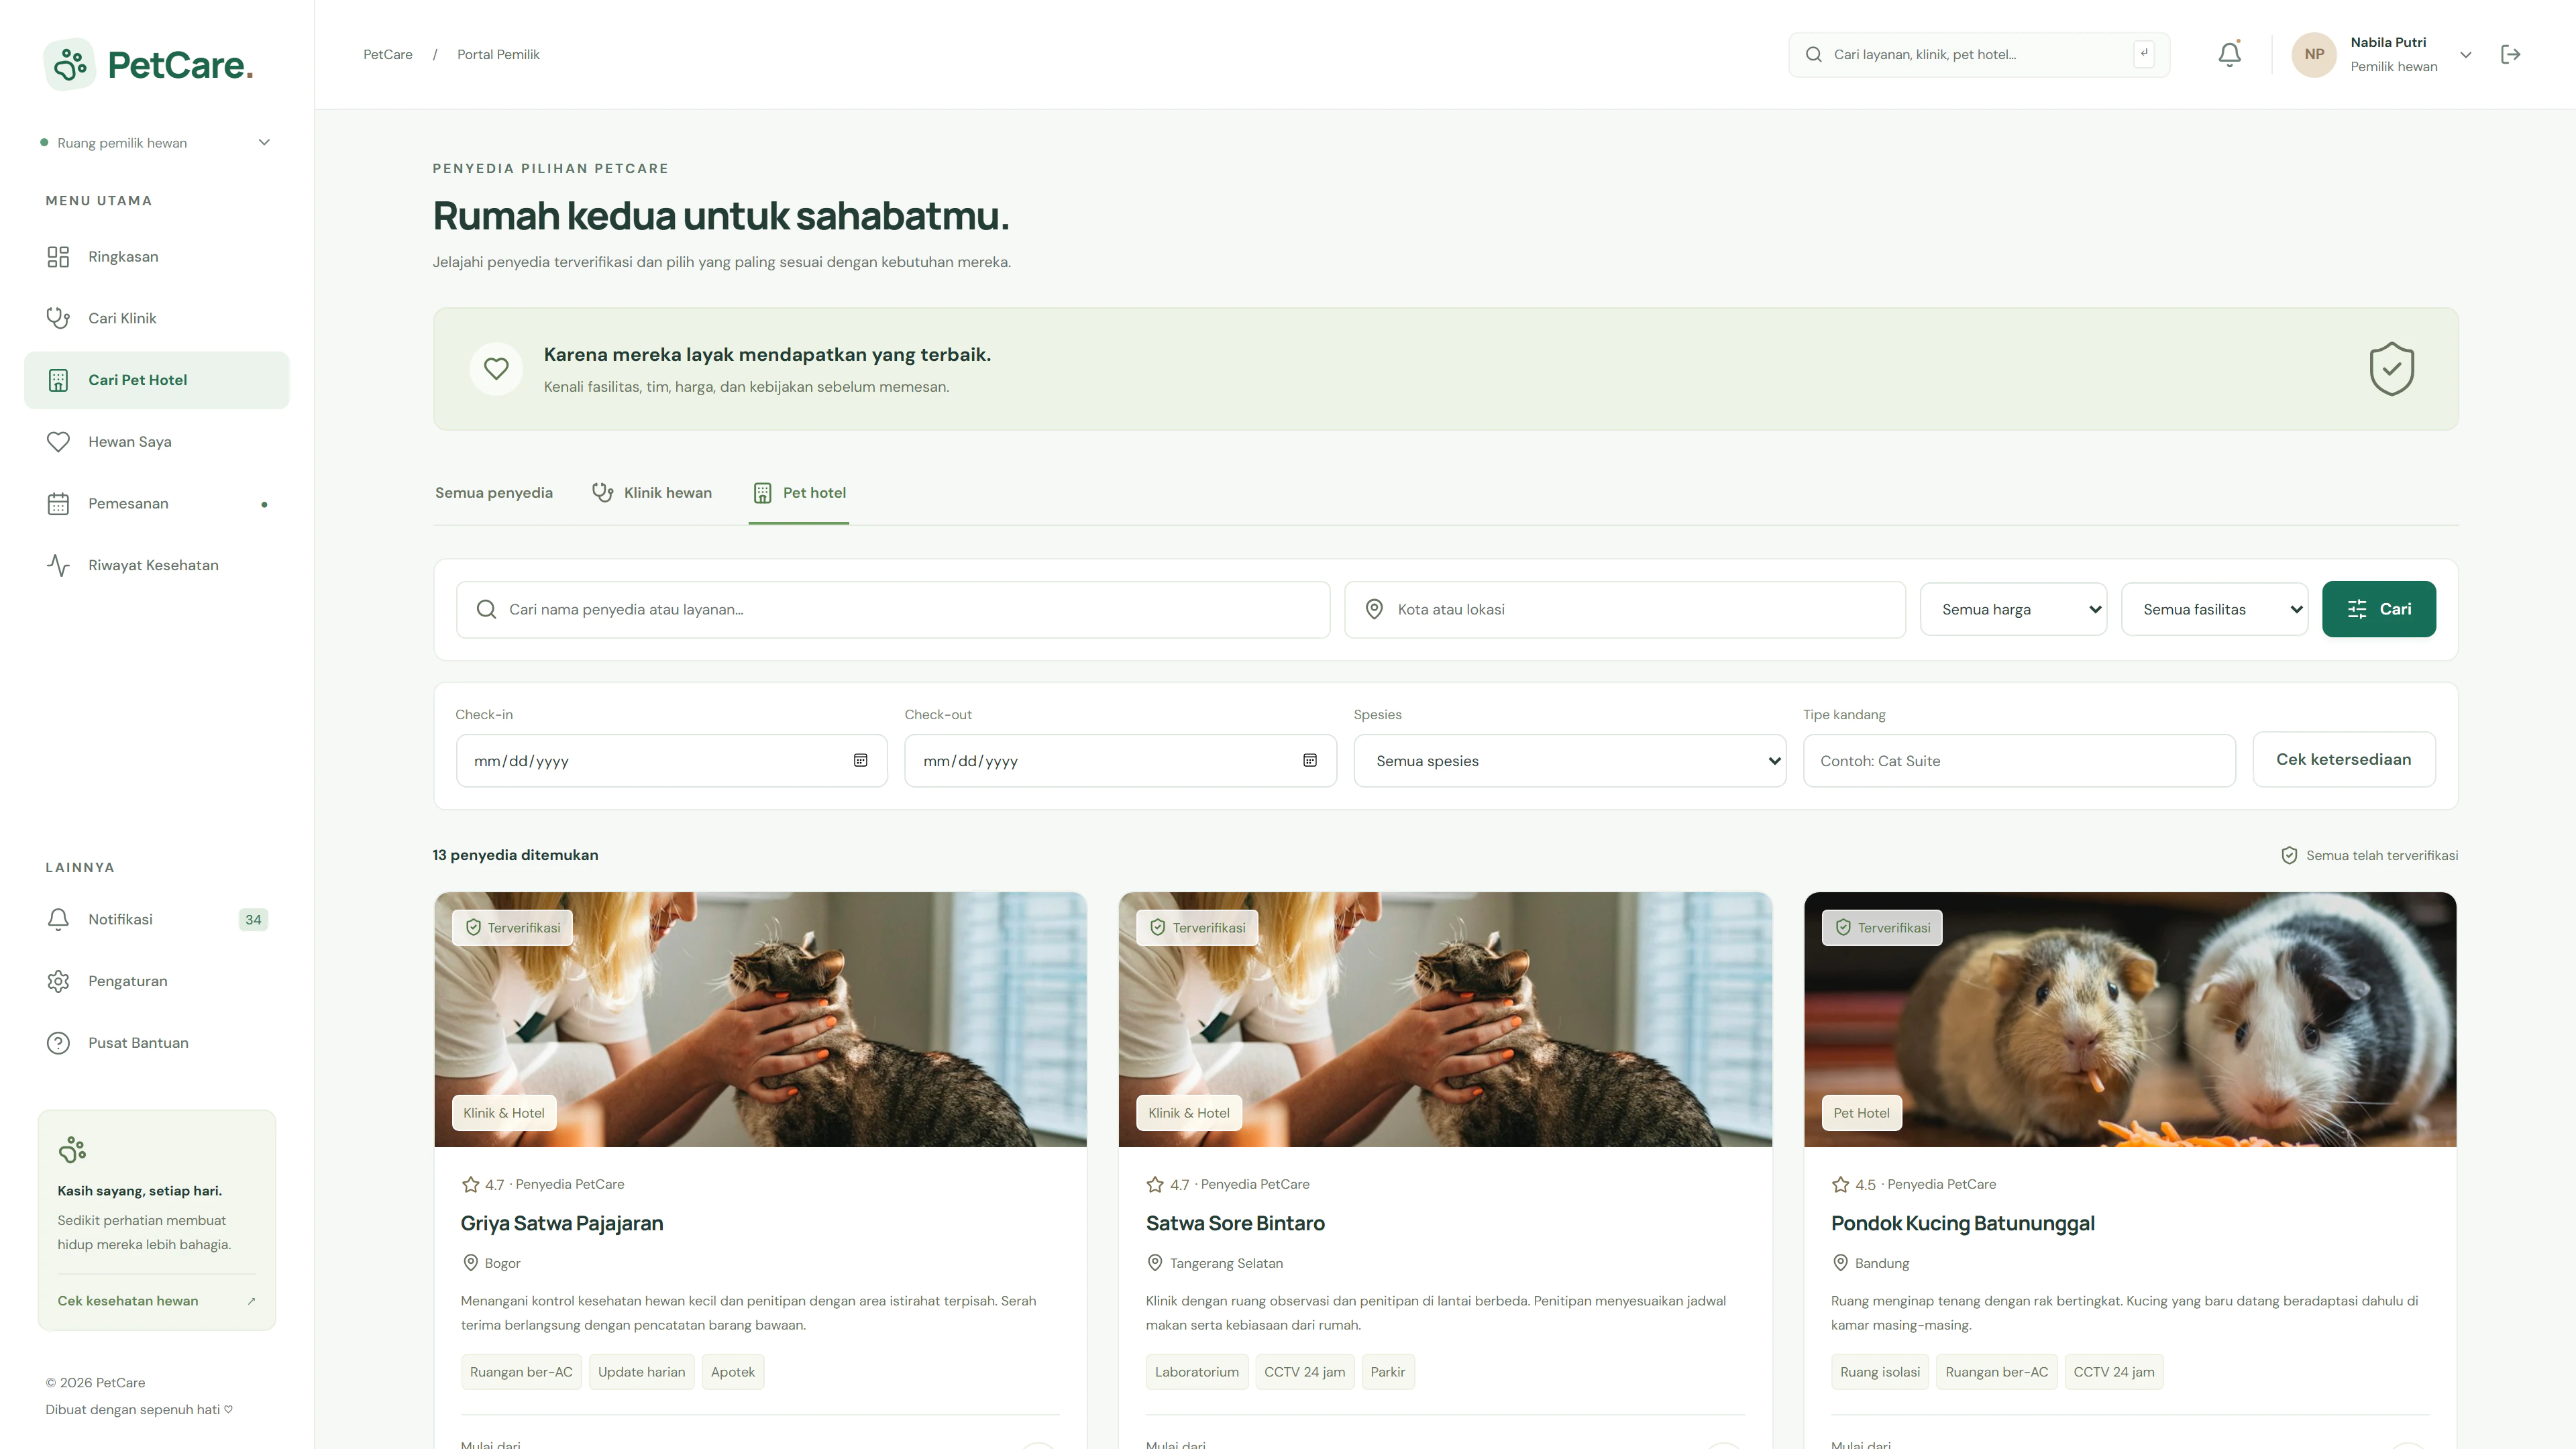 PetCare.
Ruang pemilik hewan
MENU UTAMA
Ringkasan
Cari Klinik
Cari Pet Hotel
Hewan Saya
Pemesanan
Riwayat Kesehatan
LAINNYA
Notifikasi 34
Pengaturan
Pusat Bantuan
Kasih sayang, setiap hari.
Sedikit perhatian membuat
hidup mereka lebih bahagia.
Cek kesehatan hewan ↗
© 2026 PetCare
Dibuat dengan sepenuh hati ♡
PetCare / Portal Pemilik
Cari layanan, klinik, pet hotel... ↵
NP
Nabila Putri
Pemilik hewan
PENYEDIA PILIHAN PETCARE
Rumah kedua untuk sahabatmu.
Jelajahi penyedia terverifikasi dan pilih yang paling sesuai dengan kebutuhan mereka.
Karena mereka layak mendapatkan yang terbaik.
Kenali fasilitas, tim, harga, dan kebijakan sebelum memesan.
Semua penyedia Klinik hewan Pet hotel
Cari nama penyedia atau layanan... Kota atau lokasi Semua harga Semua fasilitas Cari
Check-in Check-out Spesies Tipe kandang
mm/dd/yyyy mm/dd/yyyy Semua spesies Contoh: Cat Suite Cek ketersediaan
13 penyedia ditemukan Semua telah terverifikasi
Terverifikasi
Klinik & Hotel
4.7 · Penyedia PetCare
Griya Satwa Pajajaran
Bogor
Menangani kontrol kesehatan hewan kecil dan penitipan dengan area istirahat terpisah. Serah
terima berlangsung dengan pencatatan barang bawaan.
Ruangan ber-AC Update harian Apotek
Mulai dari
Terverifikasi
Klinik & Hotel
4.7 · Penyedia PetCare
Satwa Sore Bintaro
Tangerang Selatan
Klinik dengan ruang observasi dan penitipan di lantai berbeda. Penitipan menyesuaikan jadwal
makan serta kebiasaan dari rumah.
Laboratorium CCTV 24 jam Parkir
Mulai dari
Terverifikasi
Pet Hotel
4.5 · Penyedia PetCare
Pondok Kucing Batununggal
Bandung
Ruang menginap tenang dengan rak bertingkat. Kucing yang baru datang beradaptasi dahulu di
kamar masing-masing.
Ruang isolasi Ruangan ber-AC CCTV 24 jam
Mulai dari